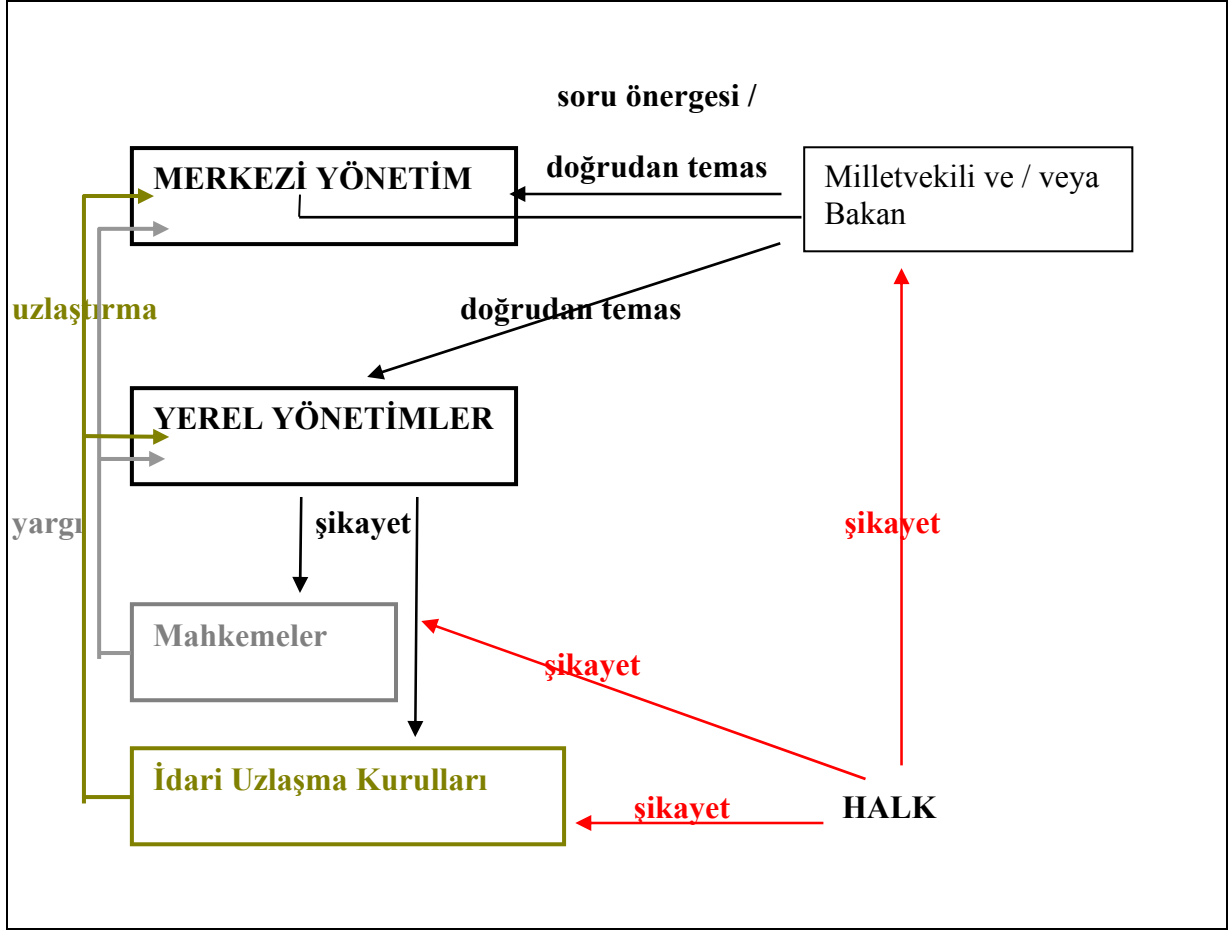 soru önergesi /
doğrudan temas
MERKEZİ YÖNETİM
Milletvekili ve / veya
Bakan
uzlaştırma
doğrudan temas
YEREL YÖNETİMLER
yargı
şikayet
şikayet
Mahkemeler
şikayet
İdari Uzlaşma Kurulları
şikayet
HALK